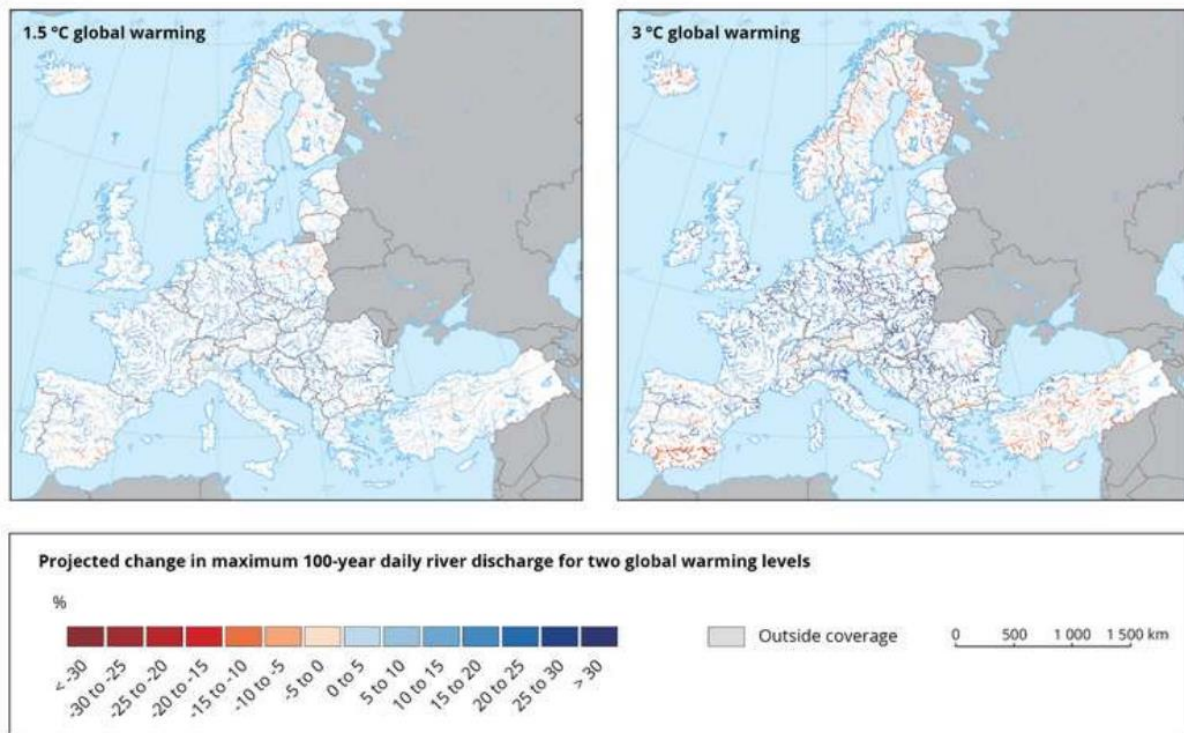 1.5 °C global warming
3 °C global warming
Projected change in maximum 100-year daily river discharge for two global warming levels
%
< -30
-30 to -25
-25 to -20
-20 to -15
-15 to -10
-10 to -5
-5 to 0
0 to 5
5 to 10
10 to 15
15 to 20
20 to 25
25 to 30
> 30
Outside coverage
0 500 1 000 1 500 km